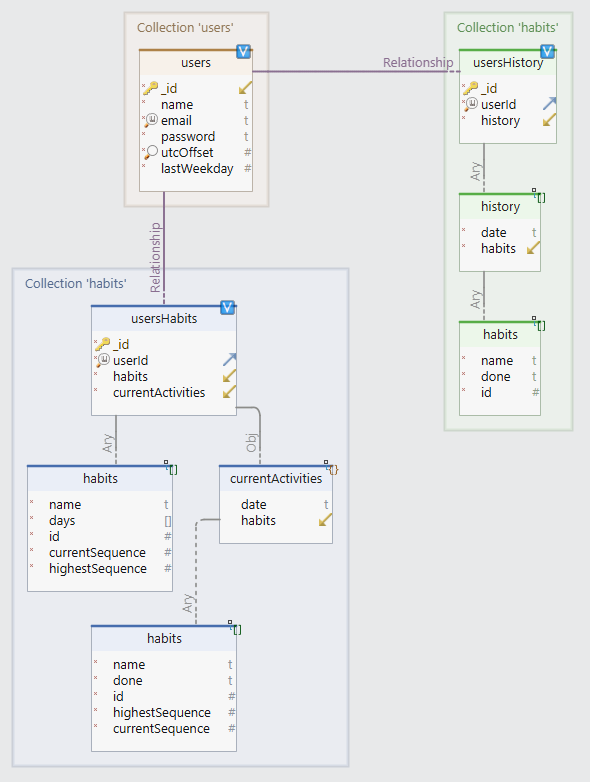 Collection 'users'
users
_id
name t
email t
password t
utcOffset #
lastWeekday #
Relationship
Collection 'habits'
usersHistory
_id
userId
history
Ary
history
date t
habits
Ary
habits
name t
done t
id #
Relationship
Collection 'habits'
usersHabits
_id
userId
habits
currentActivities
Ary
Obj
habits
name t
days []
id #
currentSequence #
highestSequence #
currentActivities
date t
habits
Ary
habits
name t
done t
id #
highestSequence #
currentSequence #